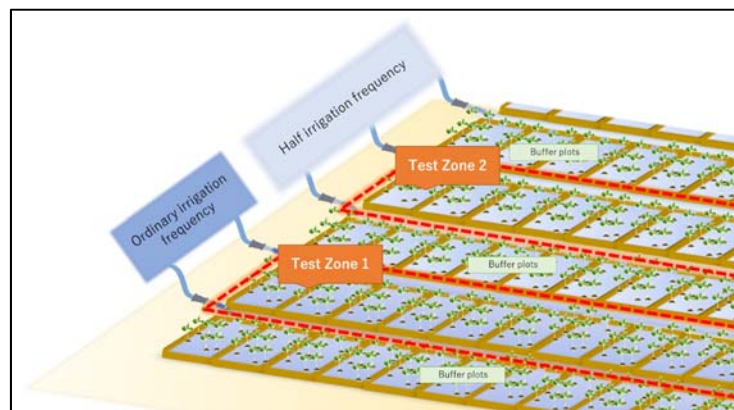 Half irrigation frequency
Buffer plots
Test Zone 2
Ordinary irrigation
frequency
Test Zone 1
Buffer plots
Buffer plots